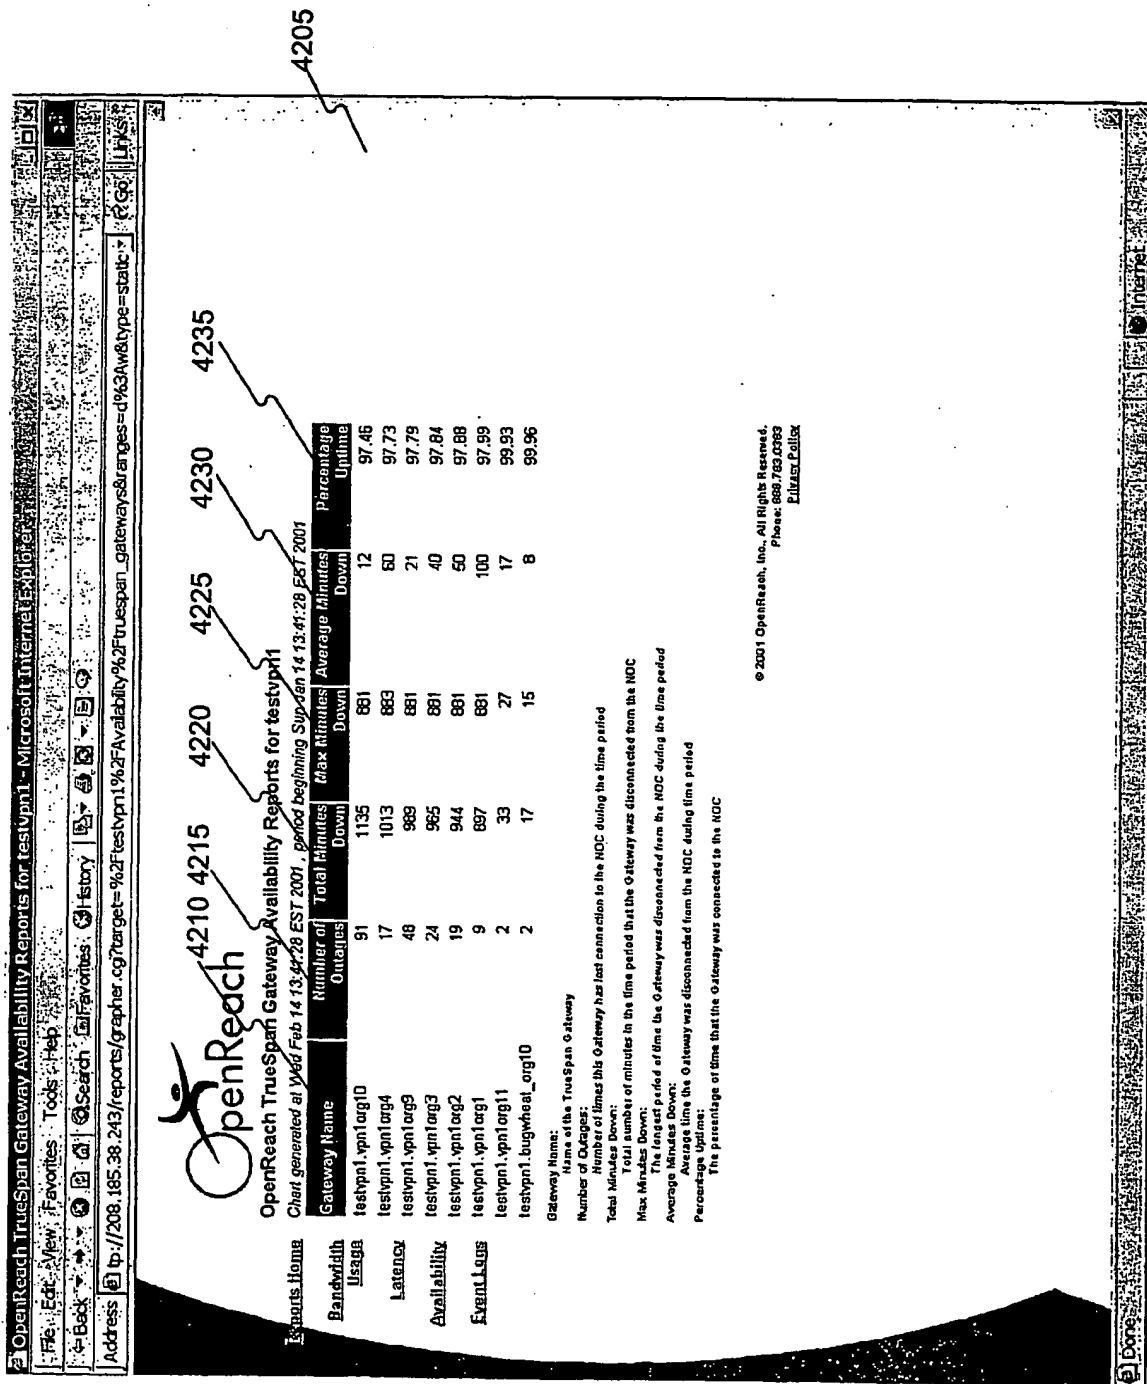 OpenReach TrueSpan Gateway Availability Reports for testvpn1 - Microsoft Internet Explorer
File Edit View Favorites Tools Help
Back Search Favorites History
Address tp://208.185.38.243/reports/grapher.cgi?target=%2Ftestvpn1%2FAvailability%2Ftruespan_gateways&ranges=d%3Aw&type=static Go Links
4205
4210 4215 4220 4225 4230 4235
OpenReach
OpenReach TrueSpan Gateway Availability Reports for testvpn1
Chart generated at Wed Feb 14 13:41:28 EST 2001 , period beginning Sun Jan 14 13:41:28 EST 2001
Reports Home
Bandwidth Usage
Latency
Availability
Event Logs
Gateway Name Number of Outages Total Minutes Down Max Minutes Down Average Minutes Down Percentage Uptime
testvpn1.vpn1org10 91 1135 881 12 97.46
testvpn1.vpn1org4 17 1013 883 60 97.73
testvpn1.vpn1org9 48 989 881 21 97.79
testvpn1.vpn1org3 24 965 881 40 97.84
testvpn1.vpn1org2 19 944 881 50 97.88
testvpn1.vpn1org1 9 897 881 100 97.99
testvpn1.vpn1org11 2 33 27 17 99.93
testvpn1.bugwheat_org10 2 17 15 8 99.96
Gateway Name:
Name of the TrueSpan Gateway
Number of Outages:
Number of times this Gateway has lost connection to the NOC during the time period
Total Minutes Down:
Total number of minutes in the time period that the Gateway was disconnected from the NOC
Max Minutes Down:
The longest period of time the Gateway was disconnected from the NOC during the time period
Average Minutes Down:
Average time the Gateway was disconnected from the NOC during time period
Percentage Uptime:
The percentage of time that the Gateway was connected to the NOC
© 2001 OpenReach, Inc., All Rights Reserved.
Phone: 888.783.0383
Privacy Policy
Done Internet